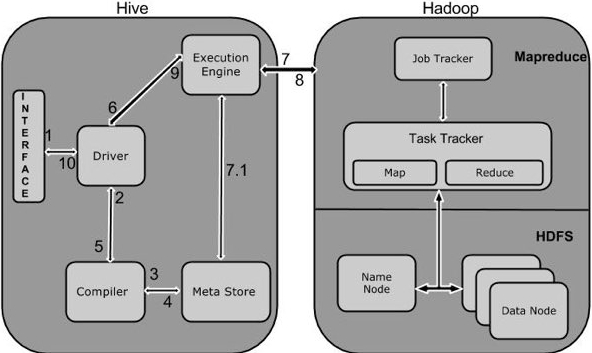 Hive
Hadoop
Execution
Engine
7
8
Job Tracker
Mapreduce
9
6
INTERFACE
1
10
Driver
Task Tracker
Map
Reduce
7.1
2
5
HDFS
Compiler
3
4
Meta Store
Name
Node
Data Node